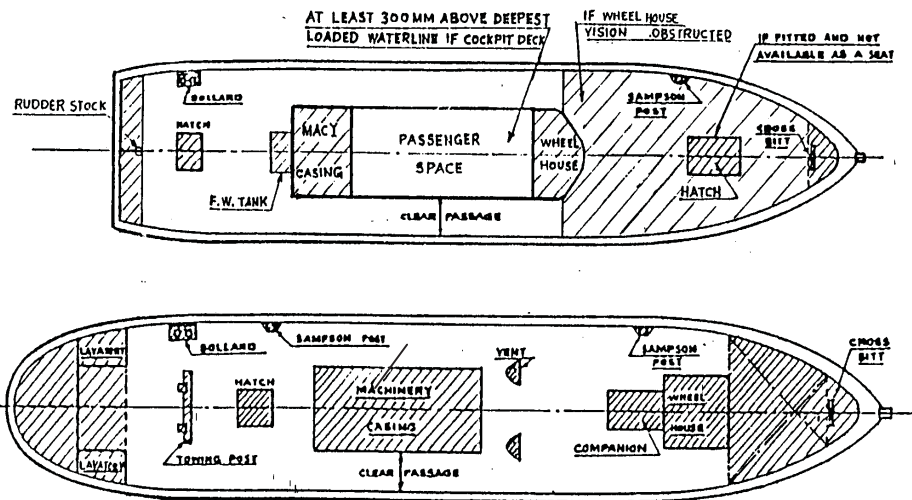 AT LEAST 300MM ABOVE DEEPEST
LOADED WATERLINE IF COCKPIT DECK
IF WHEEL HOUSE
VISION OBSTRUCTED
IF FITTED AND NOT
AVAILABLE AS A SEAT
RUDDER STOCK
BOLLARD
HATCH
F.W. TANK
MACY
CASING
PASSENGER
SPACE
WHEEL
HOUSE
CLEAR PASSAGE
SAMPSON
POST
HATCH
CROSS
BITT
LAVATORY
BOLLARD
SAMPSON POST
HATCH
TOWING POST
LAVATORY
MACHINERY
CASING
CLEAR PASSAGE
VENT
COMPANION
WHEEL
HOUSE
SAMPSON
POST
CROSS
BITT